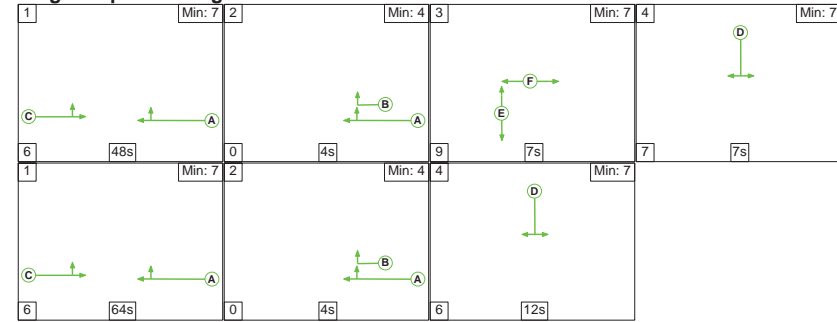 1 Min: 7 2 Min: 4 3 Min: 7 4 Min: 7
D
F
C A B A E
6 48s 0 4s 9 7s 7 7s
1 Min: 7 2 Min: 4 4 Min: 7
D
C A B A
6 64s 0 4s 6 12s